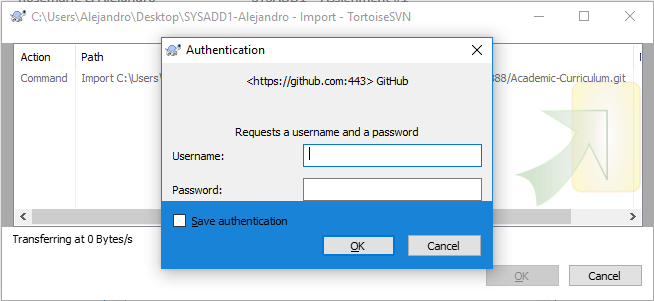 C:\Users\Alejandro\Desktop\SYSADD1-Alejandro - Import - TortoiseSVN
Authentication
Action Path
Command Import C:\Users\ 388/Academic-Curriculum.git
<https://github.com:443> GitHub
Requests a username and a password
Username:
Password:
Save authentication
OK Cancel
Transferring at 0 Bytes/s
OK Cancel